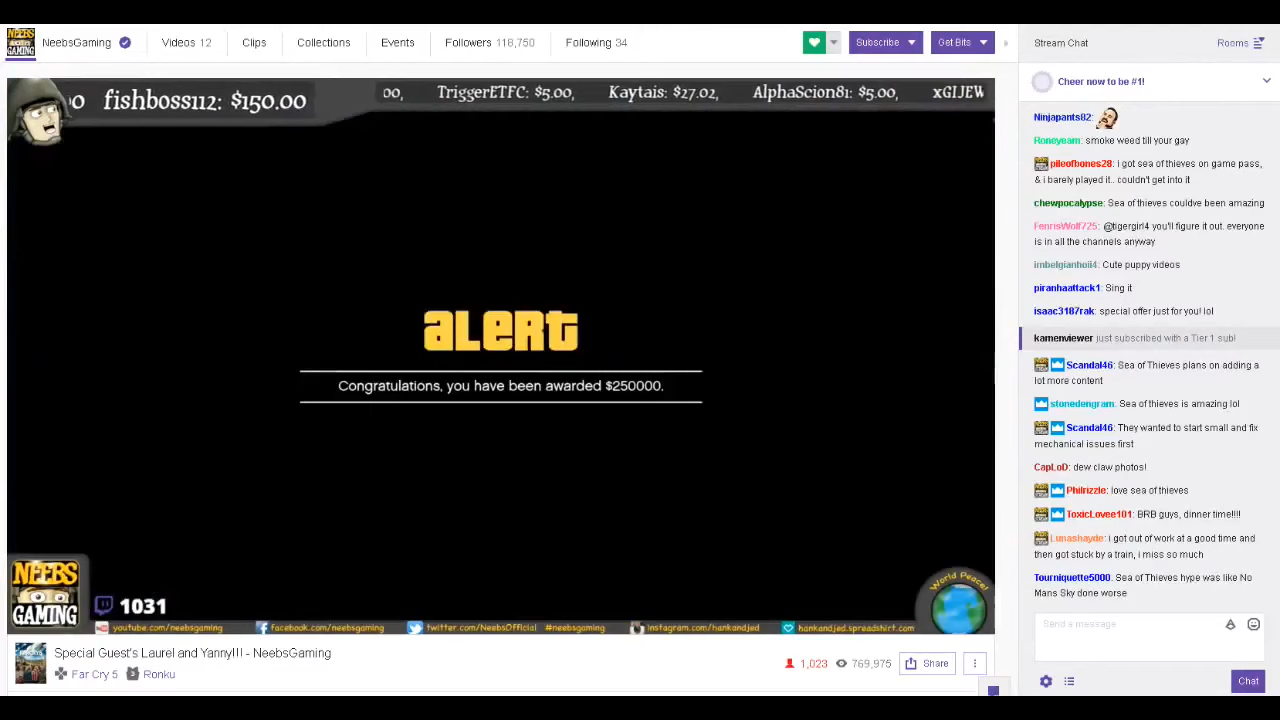 NeebsGaming
Videos 12
Clips
Collections
Events
Followers 118,750
Following 34
Subscribe
Get Bits
Stream Chat
Rooms
Cheer now to be #1!
fishboss112: $150.00
00, TriggerETFC: $5.00, Kaytais: $27.02, AlphaScion81: $5.00, xGIJEW
alert
Congratulations, you have been awarded $250000.
NEEBS
GAMING
1031
World Peace!
youtube.com/neebsgaming
facebook.com/neebsgaming
twitter.com/NeebsOfficial #neebsgaming
instagram.com/hankandjed
hankandjed.spreadshirt.com
Special Guest's Laurel and Yanny!!! - NeebsGaming
Far Cry 5
Ronku
1,023
769,975
Share
Ninjapants82:
Roneyeam: smoke weed till your gay
pileofbones28: i got sea of thieves on game pass,
& i barely played it.. couldn't get into it
chewpocalypse: Sea of thieves couldve been amazing
FenrisWolf725: @tigergirl4 you'll figure it out. everyone
is in all the channels anyway
imbelgianhoii4: Cute puppy videos
piranhaattack1: Sing it
isaac3187rak: special offer just for you! lol
kamenviewer just subscribed with a Tier 1 sub!
Scandal46: Sea of Thieves plans on adding a
lot more content
stonedengram: Sea of thieves is amazing lol
Scandal46: They wanted to start small and fix
mechanical issues first
CapLoD: dew claw photos!
Philrizzle: love sea of thieves
ToxicLovee101: BRB guys, dinner time!!!!
Lunashayde: i got out of work at a good time and
then got stuck by a train, i miss so much
Tourniquette5000: Sea of Thieves hype was like No
Mans Sky done worse
Send a message
Chat